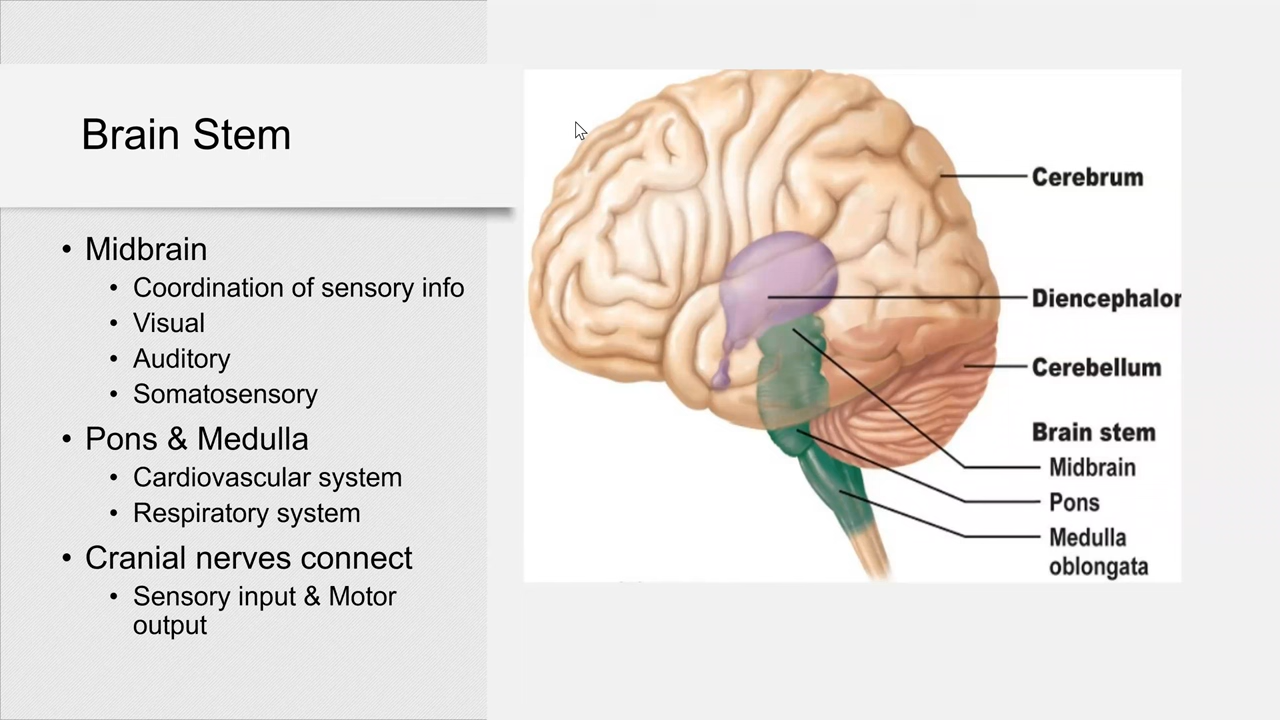 Brain Stem
• Midbrain
• Coordination of sensory info
• Visual
• Auditory
• Somatosensory
• Pons & Medulla
• Cardiovascular system
• Respiratory system
• Cranial nerves connect
• Sensory input & Motor
output
Cerebrum
Diencephalon
Cerebellum
Brain stem
Midbrain
Pons
Medulla
oblongata